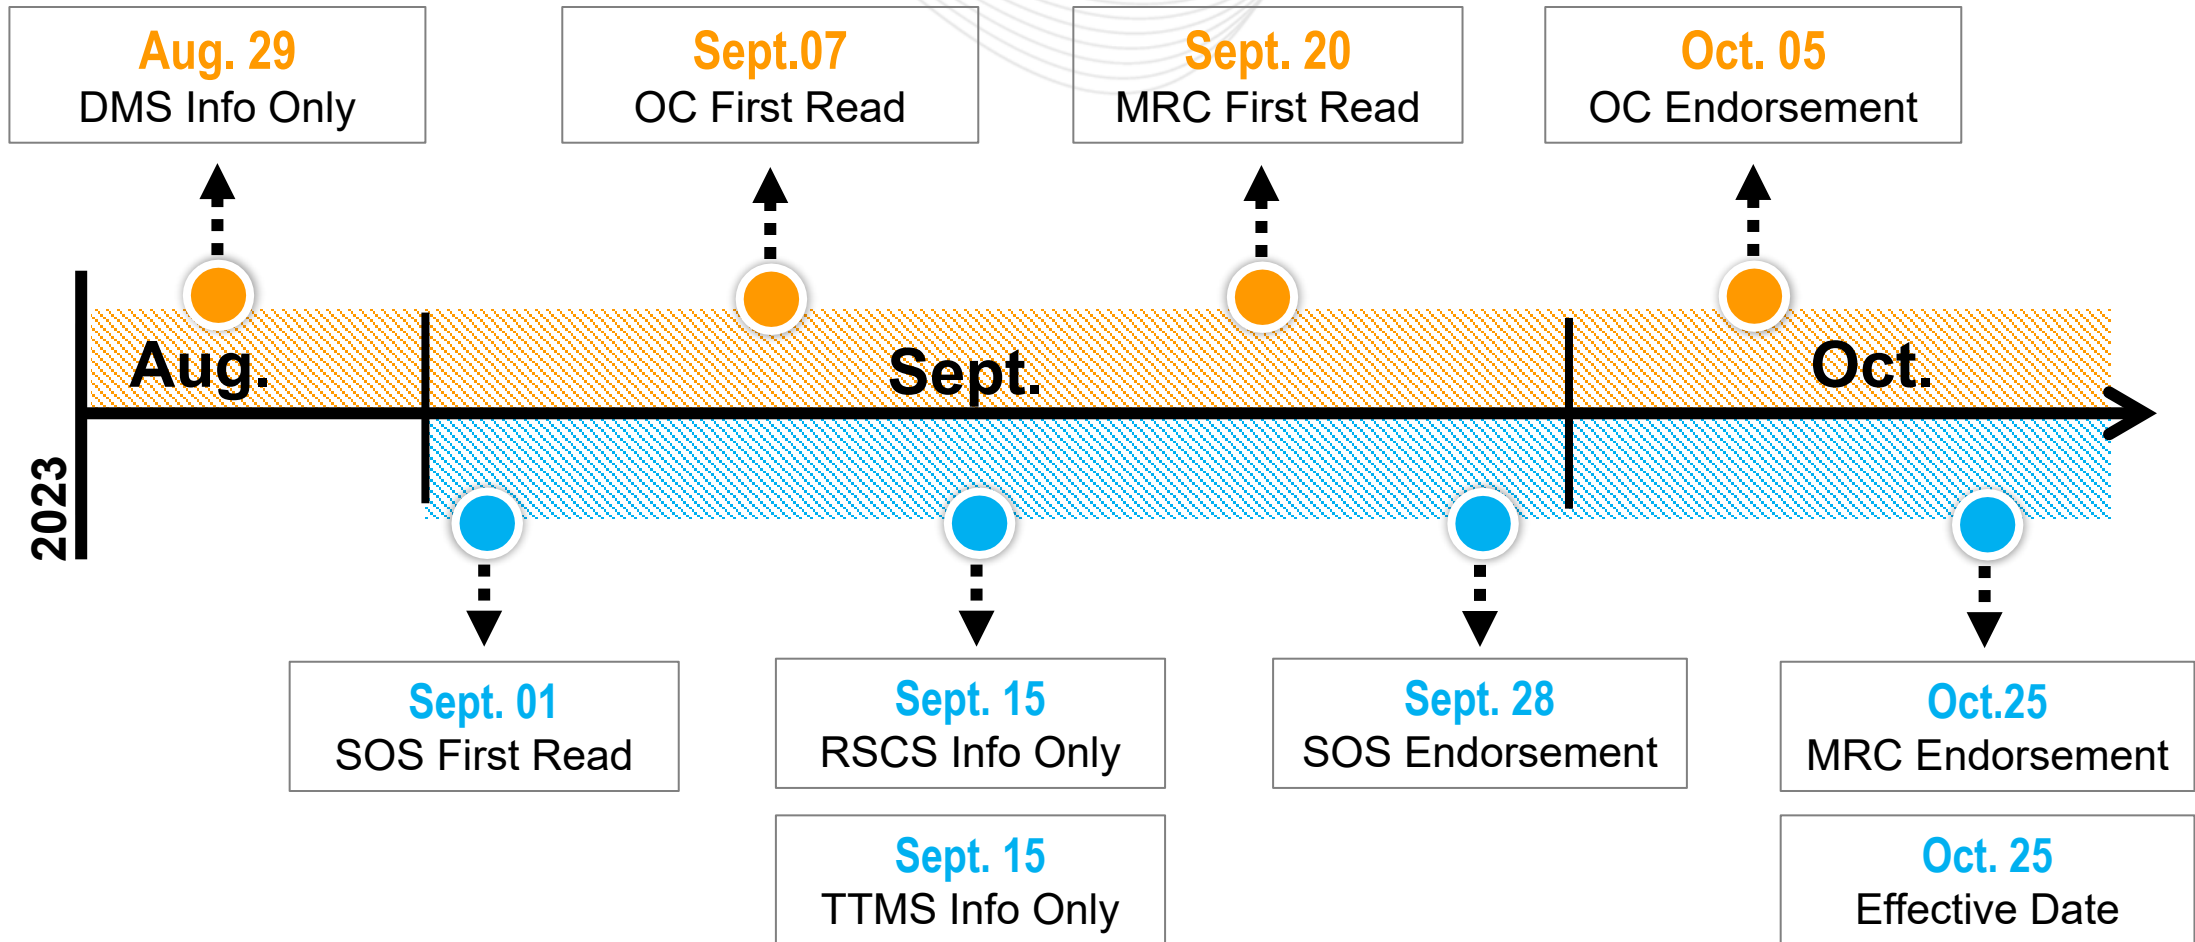 Aug. 29
DMS Info Only
Sept.07
OC First Read
Sept. 20
MRC First Read
Oct. 05
OC Endorsement
Aug.
Sept.
Oct.
2023
Sept. 01
SOS First Read
Sept. 15
RSCS Info Only
Sept. 28
SOS Endorsement
Oct.25
MRC Endorsement
Sept. 15
TTMS Info Only
Oct. 25
Effective Date